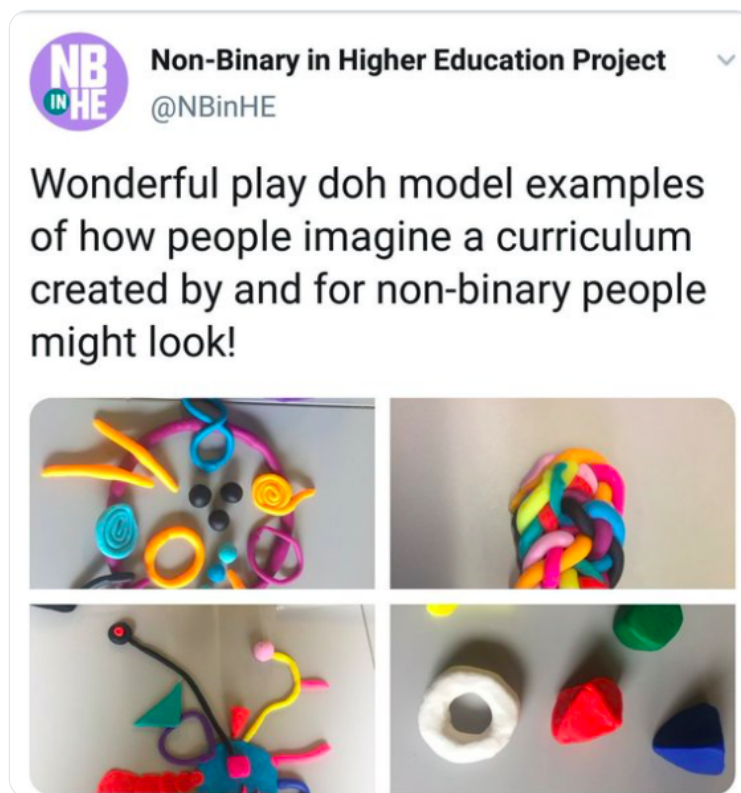 NB
IN HE
Non-Binary in Higher Education Project
@NBinHE
Wonderful play doh model examples
of how people imagine a curriculum
created by and for non-binary people
might look!